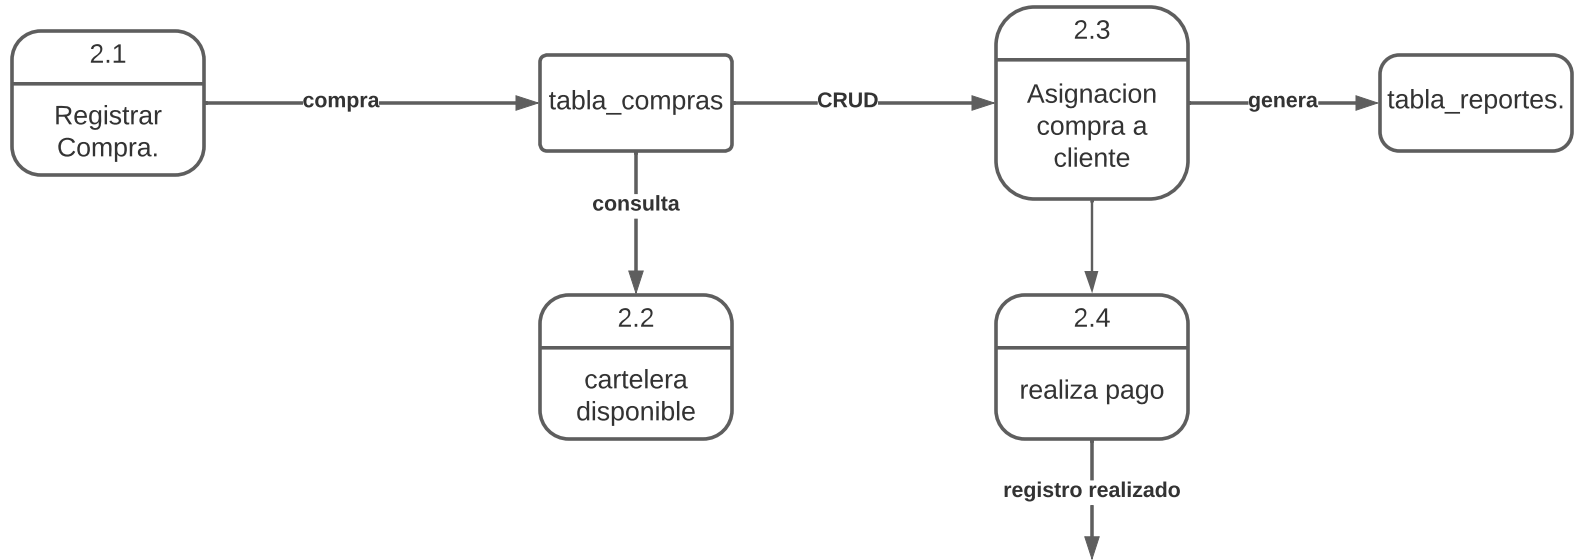 2.1
Registrar
Compra.
compra
tabla_compras
consulta
2.2
cartelera
disponible
CRUD
2.3
Asignacion
compra a
cliente
genera
tabla_reportes.
2.4
realiza pago
registro realizado